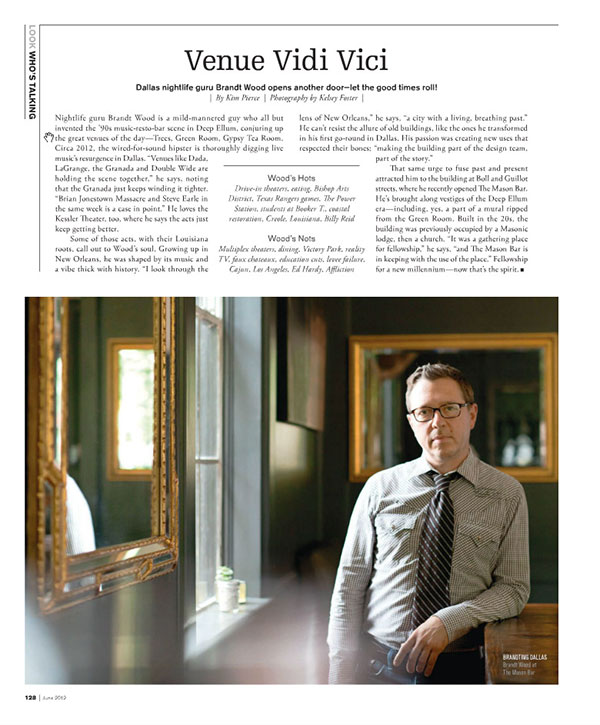 LOOK WHO'S TALKING
Venue Vidi Vici
Dallas nightlife guru Brandt Wood opens another door—let the good times roll!
| By Kim Pierce | Photography by Kelsey Foster |
Nightlife guru Brandt Wood is a mild-mannered guy who all but
invented the '90s music-resto-bar scene in Deep Ellum, conjuring up
the great venues of the day—Trees, Green Room, Gypsy Tea Room.
Circa 2012, the wired-for-sound hipster is thoroughly digging live
music's resurgence in Dallas. "Venues like Dada,
LaGrange, the Granada and Double Wide are
holding the scene together," he says, noting
that the Granada just keeps winding it tighter.
"Brian Jonestown Massacre and Steve Earle in
the same week is a case in point." He loves the
Kessler Theater, too, where he says the acts just
keep getting better.
Some of those acts, with their Louisiana
roots, call out to Wood's soul. Growing up in
New Orleans, he was shaped by its music and
a vibe thick with history. "I look through the
Wood's Hots
Drive-in theaters, eating, Bishop Arts
District, Texas Rangers games, The Power
Station, students at Booker T., coastal
restoration, Creole, Louisiana, Billy Reid
Wood's Nots
Multiplex theaters, dining, Victory Park, reality
TV, faux chateaux, education cuts, levee failure,
Cajun, Los Angeles, Ed Hardy, Affliction
lens of New Orleans," he says, "a city with a living, breathing past."
He can't resist the allure of old buildings, like the ones he transformed
in his first go-round in Dallas. His passion was creating new uses that
respected their bones; "making the building part of the design team,
part of the story."
That same urge to fuse past and present
attracted him to the building at Boll and Guillot
streets, where he recently opened The Mason Bar.
He's brought along vestiges of the Deep Ellum
era—including, yes, a part of a mural ripped
from the Green Room. Built in the 20s, the
building was previously occupied by a Masonic
lodge, then a church. "It was a gathering place
for fellowship," he says, "and The Mason Bar is
in keeping with the use of the place." Fellowship
for a new millennium—now that's the spirit. ■
BRANDTING DALLAS
Brandt Wood at
The Mason Bar
128 | June 2012